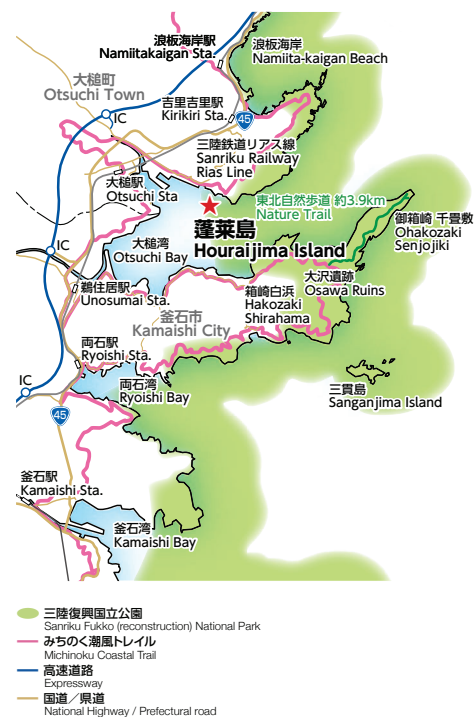 浪板海岸駅
Namiitakaigan Sta.
浪板海岸
Namiita-kaigan Beach
大槌町
Otsuchi Town
IC
吉里吉里駅
Kirikiri Sta.
45
三陸鉄道リアス線
Sanriku Railway
Rias Line
大槌駅
Otsuchi Sta
東北自然歩道 約3.9km
Nature Trail
御箱崎 千畳敷
Ohakozaki
Senjojiki
蓬莱島
Houraijima Island
大槌湾
Otsuchi Bay
IC
大沢遺跡
Osawa Ruins
鵜住居駅
Unosumai Sta.
箱崎白浜
Hakozaki
Shirahama
釜石市
Kamaishi City
両石駅
Ryoishi Sta.
IC
両石湾
Ryoishi Bay
三貫島
Sanganjima Island
45
釜石駅
Kamaishi Sta.
釜石湾
Kamaishi Bay
三陸復興国立公園
Sanriku Fukko (reconstruction) National Park
みちのく潮風トレイル
Michinoku Coastal Trail
高速道路
Expressway
国道／県道
National Highway / Prefectural road